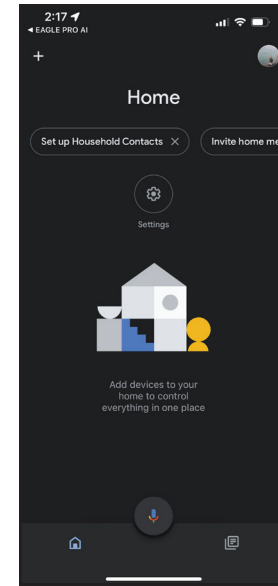 2:17
◀ EAGLE PRO AI
+
Home
Set up Household Contacts ×
Invite home me
Settings
Add devices to your
home to control
everything in one place